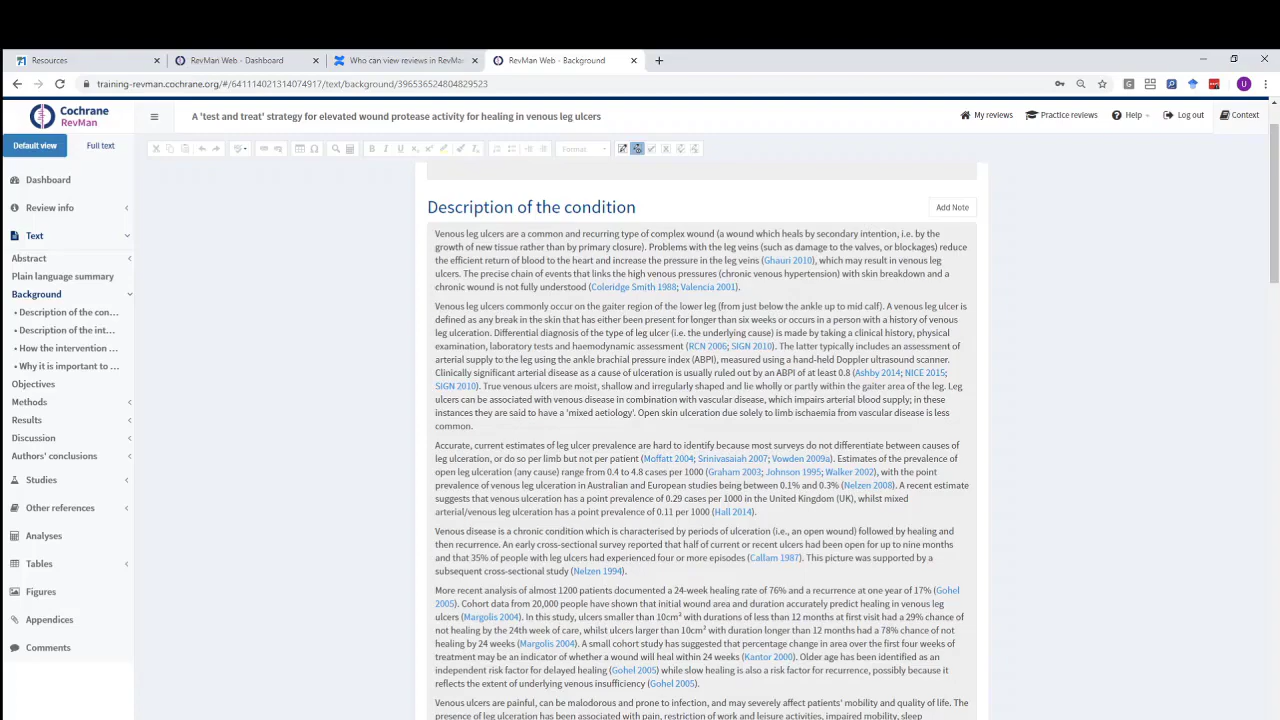 Resources
RevMan Web - Dashboard
Who can view reviews in RevMa
RevMan Web - Background
training-revman.cochrane.org/#/641114021314074917/text/background/396536524804829523
U
Cochrane
RevMan
A 'test and treat' strategy for elevated wound protease activity for healing in venous leg ulcers
My reviews
Practice reviews
Help
Log out
Context
Default view
Full text
B I U
Format
Dashboard
Review info
Text
Abstract
Plain language summary
Background
• Description of the con...
• Description of the int...
• How the intervention ...
• Why it is important to ...
Objectives
Methods
Results
Discussion
Authors' conclusions
Studies
Other references
Analyses
Tables
Figures
Appendices
Comments
Description of the condition
Add Note
Venous leg ulcers are a common and recurring type of complex wound (a wound which heals by secondary intention, i.e. by the
growth of new tissue rather than by primary closure). Problems with the leg veins (such as damage to the valves, or blockages) reduce
the efficient return of blood to the heart and increase the pressure in the leg veins (Ghauri 2010), which may result in venous leg
ulcers. The precise chain of events that links the high venous pressures (chronic venous hypertension) with skin breakdown and a
chronic wound is not fully understood (Coleridge Smith 1988; Valencia 2001).
Venous leg ulcers commonly occur on the gaiter region of the lower leg (from just below the ankle up to mid calf). A venous leg ulcer is
defined as any break in the skin that has either been present for longer than six weeks or occurs in a person with a history of venous
leg ulceration. Differential diagnosis of the type of leg ulcer (i.e. the underlying cause) is made by taking a clinical history, physical
examination, laboratory tests and haemodynamic assessment (RCN 2006; SIGN 2010). The latter typically includes an assessment of
arterial supply to the leg using the ankle brachial pressure index (ABPI), measured using a hand-held Doppler ultrasound scanner.
Clinically significant arterial disease as a cause of ulceration is usually ruled out by an ABPI of at least 0.8 (Ashby 2014; NICE 2015;
SIGN 2010). True venous ulcers are moist, shallow and irregularly shaped and lie wholly or partly within the gaiter area of the leg. Leg
ulcers can be associated with venous disease in combination with vascular disease, which impairs arterial blood supply; in these
instances they are said to have a 'mixed aetiology'. Open skin ulceration due solely to limb ischaemia from vascular disease is less
common.
Accurate, current estimates of leg ulcer prevalence are hard to identify because most surveys do not differentiate between causes of
leg ulceration, or do so per limb but not per patient (Moffatt 2004; Srinivasaiah 2007; Vowden 2009a). Estimates of the prevalence of
open leg ulceration (any cause) range from 0.4 to 4.8 cases per 1000 (Graham 2003; Johnson 1995; Walker 2002), with the point
prevalence of venous leg ulceration in Australian and European studies being between 0.1% and 0.3% (Nelzen 2008). A recent estimate
suggests that venous ulceration has a point prevalence of 0.29 cases per 1000 in the United Kingdom (UK), whilst mixed
arterial/venous leg ulceration has a point prevalence of 0.11 per 1000 (Hall 2014).
Venous disease is a chronic condition which is characterised by periods of ulceration (i.e., an open wound) followed by healing and
then recurrence. An early cross-sectional survey reported that half of current or recent ulcers had been open for up to nine months
and that 35% of people with leg ulcers had experienced four or more episodes (Callam 1987). This picture was supported by a
subsequent cross-sectional study (Nelzen 1994).
More recent analysis of almost 1200 patients documented a 24-week healing rate of 76% and a recurrence at one year of 17% (Gohel
2005). Cohort data from 20,000 people have shown that initial wound area and duration accurately predict healing in venous leg
ulcers (Margolis 2004). In this study, ulcers smaller than 10cm² with durations of less than 12 months at first visit had a 29% chance of
not healing by the 24th week of care, whilst ulcers larger than 10cm² with duration longer than 12 months had a 78% chance of not
healing by 24 weeks (Margolis 2004). A small cohort study has suggested that percentage change in area over the first four weeks of
treatment may be an indicator of whether a wound will heal within 24 weeks (Kantor 2000). Older age has been identified as an
independent risk factor for delayed healing (Gohel 2005) while slow healing is also a risk factor for recurrence, possibly because it
reflects the extent of underlying venous insufficiency (Gohel 2005).
Venous ulcers are painful, can be malodorous and prone to infection, and may severely affect patients' mobility and quality of life. The
presence of leg ulceration has been associated with pain, restriction of work and leisure activities, impaired mobility, sleep